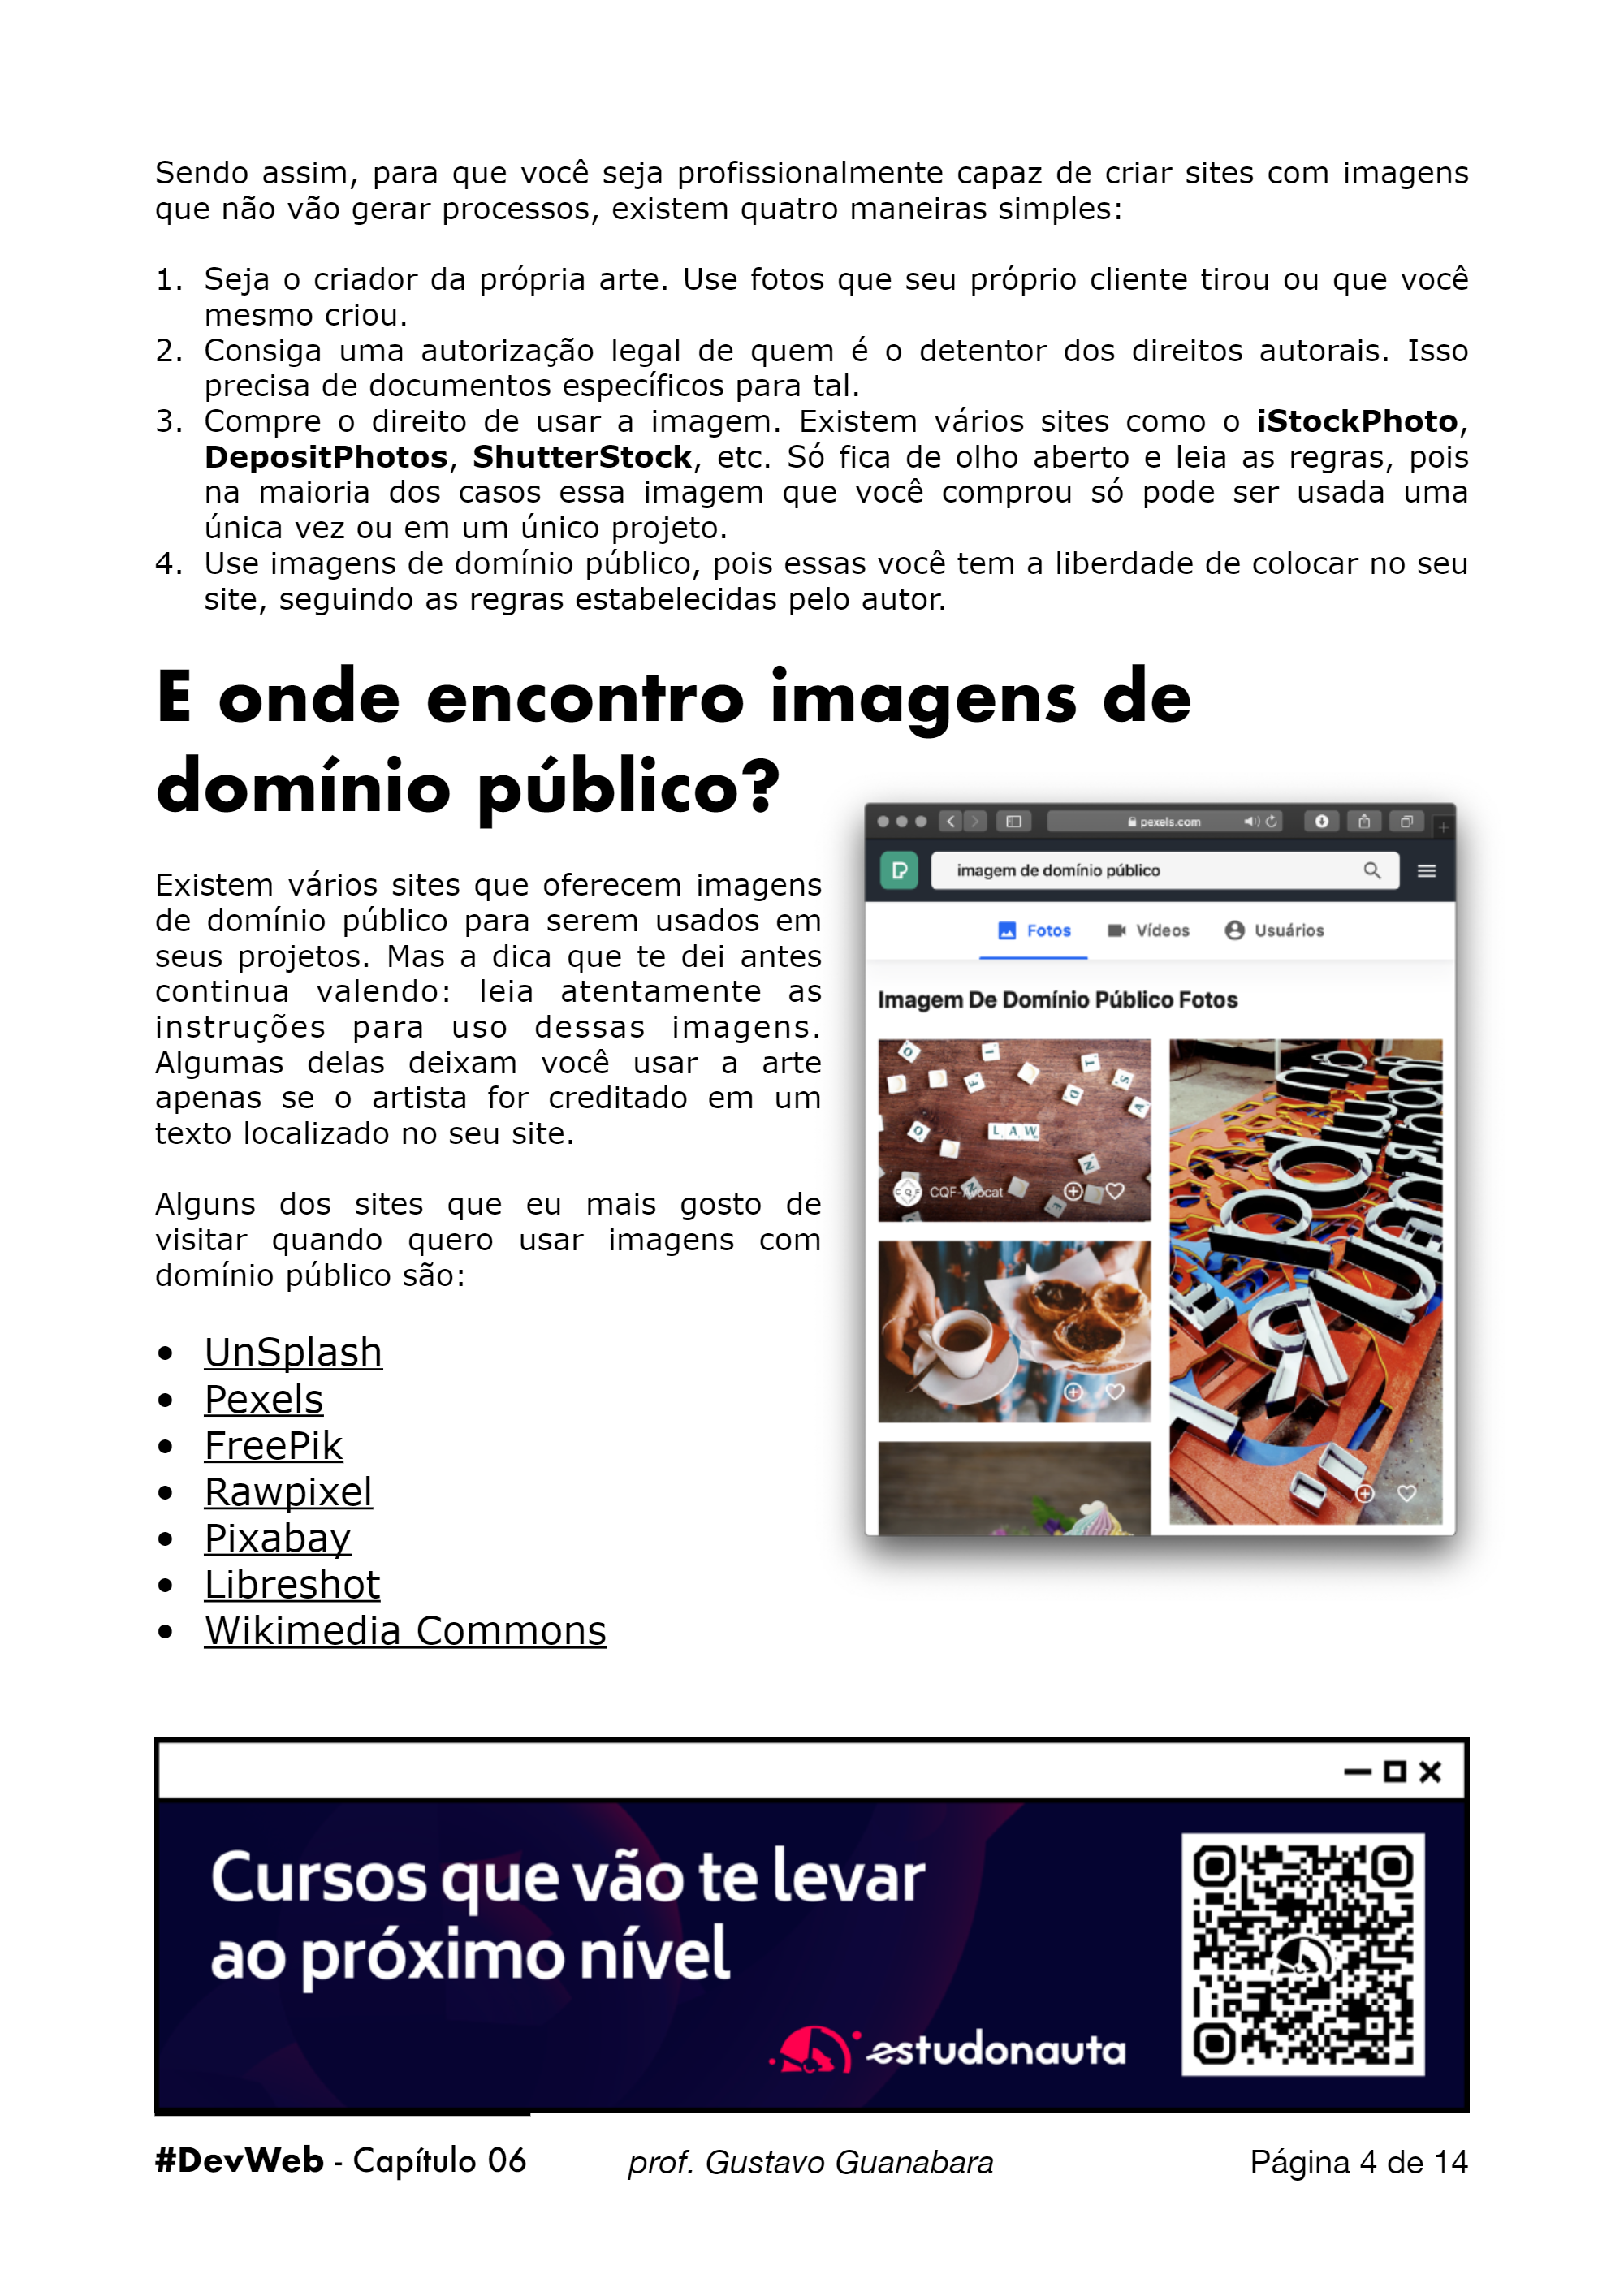 Sendo assim, para que você seja profissionalmente capaz de criar sites com imagens
que não vão gerar processos, existem quatro maneiras simples:
1. Seja o criador da própria arte. Use fotos que seu próprio cliente tirou ou que você
mesmo criou.
2. Consiga uma autorização legal de quem é o detentor dos direitos autorais. Isso
precisa de documentos específicos para tal.
3. Compre o direito de usar a imagem. Existem vários sites como o iStockPhoto,
DepositPhotos, ShutterStock, etc. Só fica de olho aberto e leia as regras, pois
na maioria dos casos essa imagem que você comprou só pode ser usada uma
única vez ou em um único projeto.
4. Use imagens de domínio público, pois essas você tem a liberdade de colocar no seu
site, seguindo as regras estabelecidas pelo autor.
E onde encontro imagens de
domínio público?
Existem vários sites que oferecem imagens
de domínio público para serem usados em
seus projetos. Mas a dica que te dei antes
continua valendo: leia atentamente as
instruções para uso dessas imagens.
Algumas delas deixam você usar a arte
apenas se o artista for creditado em um
texto localizado no seu site.
Alguns dos sites que eu mais gosto de
visitar quando quero usar imagens com
domínio público são:
• UnSplash
• Pexels
• FreePik
• Rawpixel
• Pixabay
• Libreshot
• Wikimedia Commons
pexels.com
imagem de domínio público
Fotos Vídeos Usuários
Imagem De Domínio Público Fotos
LAW
CQF-Avocat
Cursos que vão te levar
ao próximo nível
estudonauta
#DevWeb - Capítulo 06 prof. Gustavo Guanabara Página 4 de 14